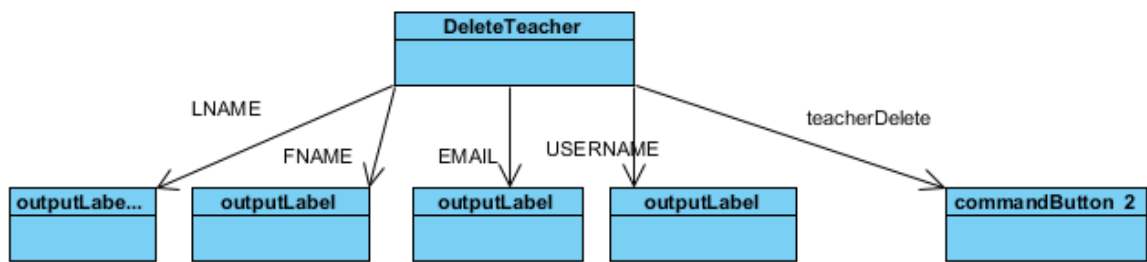 DeleteTeacher
LNAME
teacherDelete
FNAME
EMAIL
USERNAME
outputLabe...
outputLabel
outputLabel
outputLabel
commandButton 2